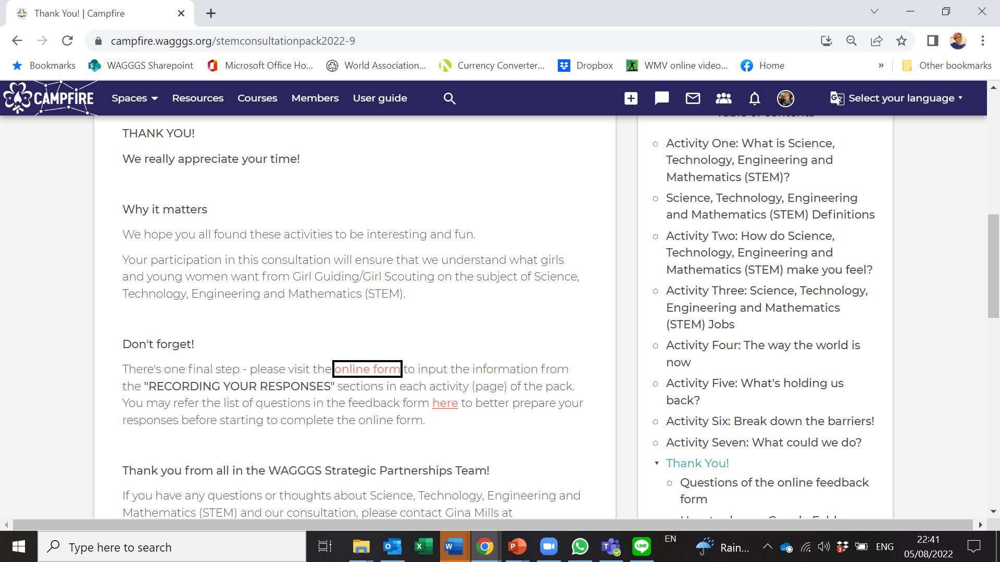 Thank You! | Campfire
campfire.wagggs.org/stemconsultationpack2022-9
Bookmarks
WAGGGS Sharepoint
Microsoft Office Ho...
World Association...
Currency Converter...
Dropbox
WMV online video...
Home
»
Other bookmarks
CAMPFIRE
Spaces
Resources
Courses
Members
User guide
Select your language
THANK YOU!
We really appreciate your time!
Why it matters
We hope you all found these activities to be interesting and fun.
Your participation in this consultation will ensure that we understand what girls
and young women want from Girl Guiding/Girl Scouting on the subject of Science,
Technology, Engineering and Mathematics (STEM).
Don't forget!
There's one final step - please visit the online form to input the information from
the "RECORDING YOUR RESPONSES" sections in each activity (page) of the pack.
You may refer the list of questions in the feedback form here to better prepare your
responses before starting to complete the online form.
Thank you from all in the WAGGGS Strategic Partnerships Team!
If you have any questions or thoughts about Science, Technology, Engineering and
Mathematics (STEM) and our consultation, please contact Gina Mills at
Table of contents
Activity One: What is Science,
Technology, Engineering and
Mathematics (STEM)?
Science, Technology, Engineering
and Mathematics (STEM) Definitions
Activity Two: How do Science,
Technology, Engineering and
Mathematics (STEM) make you feel?
Activity Three: Science, Technology,
Engineering and Mathematics
(STEM) Jobs
Activity Four: The way the world is
now
Activity Five: What's holding us
back?
Activity Six: Break down the barriers!
Activity Seven: What could we do?
Thank You!
Questions of the online feedback
form
Type here to search
EN
Rain...
ENG
22:41
05/08/2022